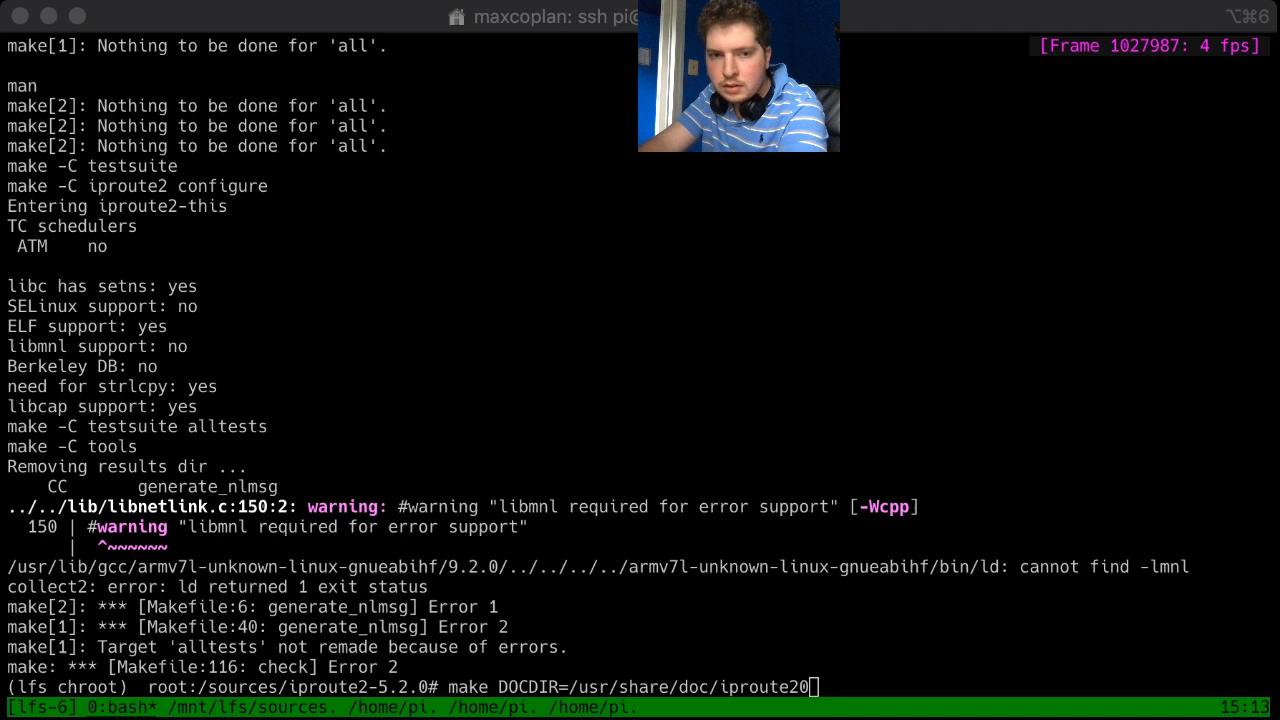 maxcoplan: ssh pi@
⌥⌘6
make[1]: Nothing to be done for 'all'.
[Frame 1027987: 4 fps]
man
make[2]: Nothing to be done for 'all'.
make[2]: Nothing to be done for 'all'.
make[2]: Nothing to be done for 'all'.
make -C testsuite
make -C iproute2 configure
Entering iproute2-this
TC schedulers
 ATM    no
libc has setns: yes
SELinux support: no
ELF support: yes
libmnl support: no
Berkeley DB: no
need for strlcpy: yes
libcap support: yes
make -C testsuite alltests
make -C tools
Removing results dir ...
    CC       generate_nlmsg
../../lib/libnetlink.c:150:2: warning: #warning "libmnl required for error support" [-Wcpp]
  150 | #warning "libmnl required for error support"
      |  ^~~~~~~
/usr/lib/gcc/armv7l-unknown-linux-gnueabihf/9.2.0/../../../../armv7l-unknown-linux-gnueabihf/bin/ld: cannot find -lmnl
collect2: error: ld returned 1 exit status
make[2]: *** [Makefile:6: generate_nlmsg] Error 1
make[1]: *** [Makefile:40: generate_nlmsg] Error 2
make[1]: Target 'alltests' not remade because of errors.
make: *** [Makefile:116: check] Error 2
(lfs chroot)  root:/sources/iproute2-5.2.0# make DOCDIR=/usr/share/doc/iproute20
[lfs-6] 0:bash* /mnt/lfs/sources. /home/pi. /home/pi. /home/pi.
15:13